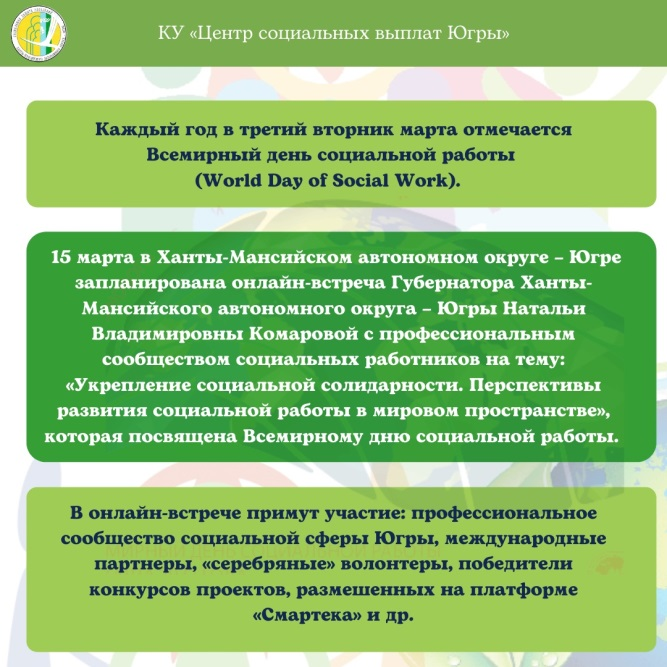 КУ «Центр социальных выплат Югры»
Каждый год в третий вторник марта отмечается
Всемирный день социальной работы
(World Day of Social Work).
15 марта в Ханты-Мансийском автономном округе – Югре
запланирована онлайн-встреча Губернатора Ханты-
Мансийского автономного округа – Югры Натальи
Владимировны Комаровой с профессиональным
сообществом социальных работников на тему:
«Укрепление социальной солидарности. Перспективы
развития социальной работы в мировом пространстве»,
которая посвящена Всемирному дню социальной работы.
В онлайн-встрече примут участие: профессиональное
сообщество социальной сферы Югры, международные
партнеры, «серебряные» волонтеры, победители
конкурсов проектов, размешенных на платформе
«Смартека» и др.